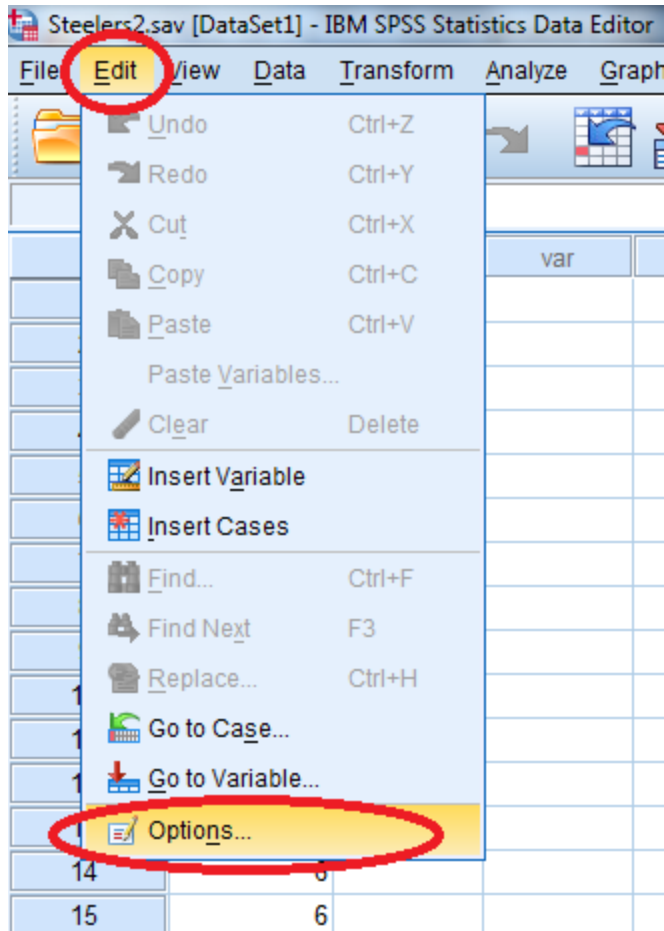 Steelers2.sav [DataSet1] - IBM SPSS Statistics Data Editor
File Edit View Data Transform Analyze Graph
Undo Ctrl+Z
Redo Ctrl+Y
Cut Ctrl+X
Copy Ctrl+C
var
Paste Ctrl+V
Paste Variables...
Clear Delete
Insert Variable
Insert Cases
Find... Ctrl+F
Find Next F3
Replace... Ctrl+H
Go to Case...
Go to Variable...
Options...
14
15 6